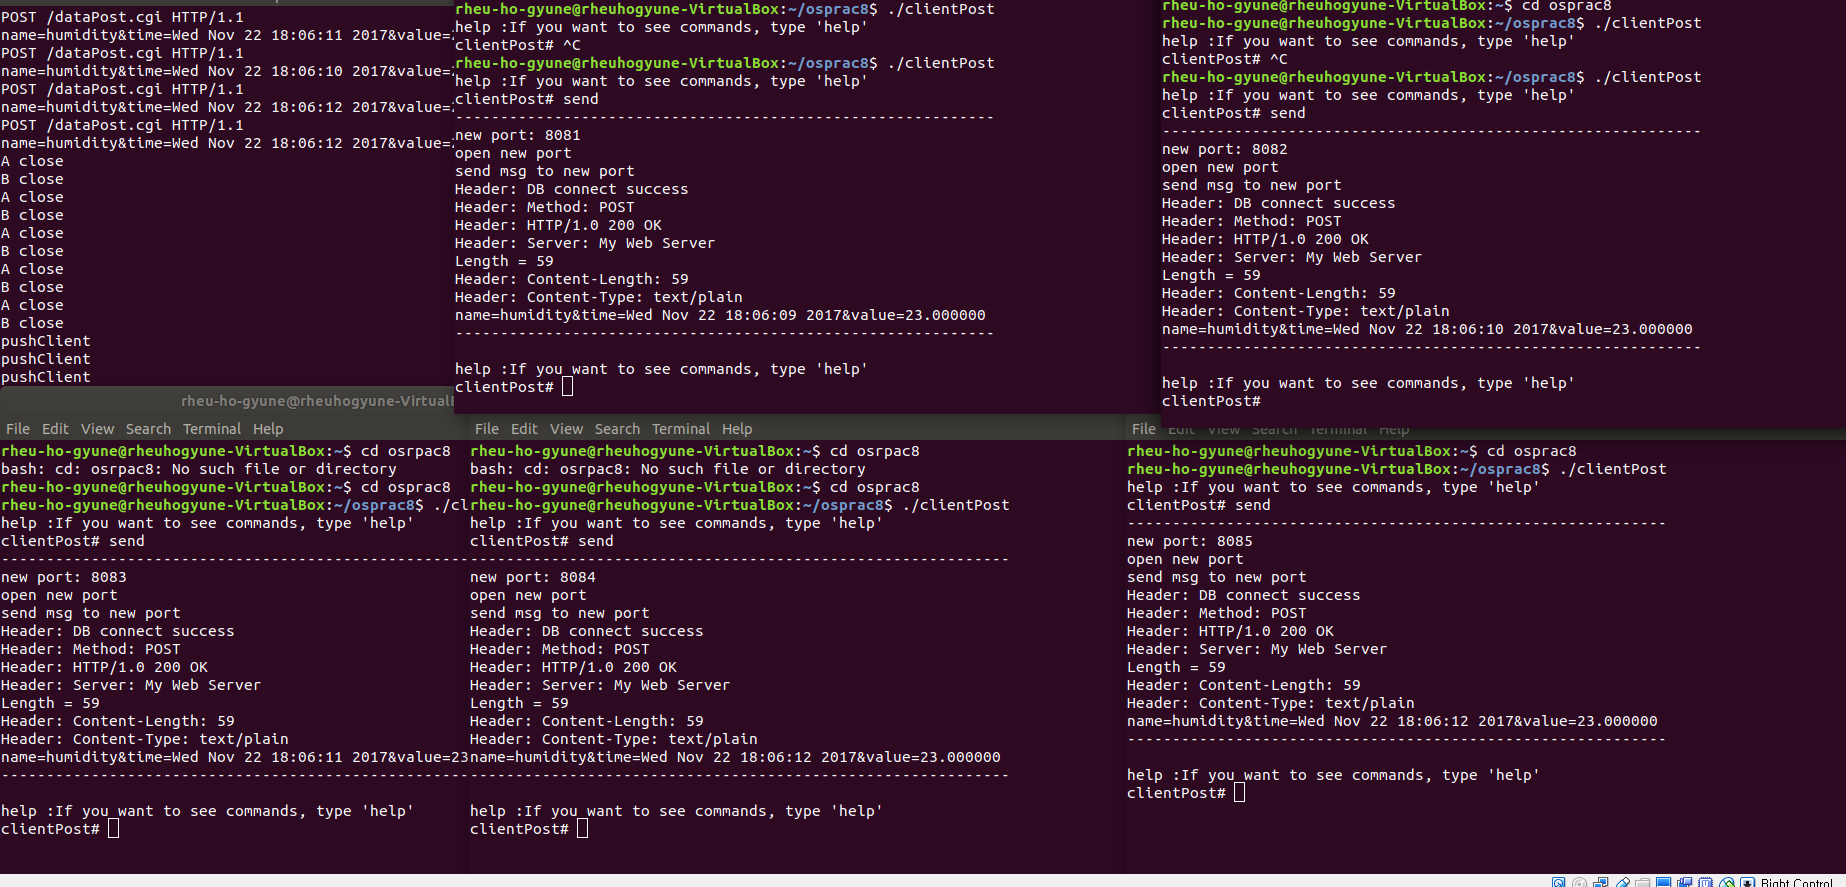 POST /dataPost.cgi HTTP/1.1
name=humidity&time=Wed Nov 22 18:06:11 2017&value=
POST /dataPost.cgi HTTP/1.1
name=humidity&time=Wed Nov 22 18:06:10 2017&value=
POST /dataPost.cgi HTTP/1.1
name=humidity&time=Wed Nov 22 18:06:12 2017&value=
POST /dataPost.cgi HTTP/1.1
name=humidity&time=Wed Nov 22 18:06:12 2017&value=
A close
B close
A close
B close
A close
B close
A close
B close
A close
B close
pushClient
pushClient
pushClient
rheu-ho-gyune@rheuhogyune-VirtualBox:~/osprac8$ ./clientPost
help :If you want to see commands, type 'help'
clientPost# ^C
rheu-ho-gyune@rheuhogyune-VirtualBox:~/osprac8$ ./clientPost
help :If you want to see commands, type 'help'
clientPost# send
------------------------------------------------------------
new port: 8081
open new port
send msg to new port
Header: DB connect success
Header: Method: POST
Header: HTTP/1.0 200 OK
Header: Server: My Web Server
Length = 59
Header: Content-Length: 59
Header: Content-Type: text/plain
name=humidity&time=Wed Nov 22 18:06:09 2017&value=23.000000
------------------------------------------------------------
help :If you want to see commands, type 'help'
clientPost#
rheu-ho-gyune@rheuhogyune-VirtualBox:~$ cd osprac8
rheu-ho-gyune@rheuhogyune-VirtualBox:~/osprac8$ ./clientPost
help :If you want to see commands, type 'help'
clientPost# ^C
rheu-ho-gyune@rheuhogyune-VirtualBox:~/osprac8$ ./clientPost
help :If you want to see commands, type 'help'
clientPost# send
------------------------------------------------------------
new port: 8082
open new port
send msg to new port
Header: DB connect success
Header: Method: POST
Header: HTTP/1.0 200 OK
Header: Server: My Web Server
Length = 59
Header: Content-Length: 59
Header: Content-Type: text/plain
name=humidity&time=Wed Nov 22 18:06:10 2017&value=23.000000
------------------------------------------------------------
help :If you want to see commands, type 'help'
clientPost#
rheu-ho-gyune@rheuhogyune-Virtual
File Edit View Search Terminal Help
rheu-ho-gyune@rheuhogyune-VirtualBox:~$ cd osrpac8
bash: cd: osrpac8: No such file or directory
rheu-ho-gyune@rheuhogyune-VirtualBox:~$ cd osprac8
rheu-ho-gyune@rheuhogyune-VirtualBox:~/osprac8$ ./cl
help :If you want to see commands, type 'help'
clientPost# send
----------------------------------------------------
new port: 8083
open new port
send msg to new port
Header: DB connect success
Header: Method: POST
Header: HTTP/1.0 200 OK
Header: Server: My Web Server
Length = 59
Header: Content-Length: 59
Header: Content-Type: text/plain
name=humidity&time=Wed Nov 22 18:06:11 2017&value=23
----------------------------------------------------
help :If you want to see commands, type 'help'
clientPost#
File Edit View Search Terminal Help
rheu-ho-gyune@rheuhogyune-VirtualBox:~$ cd osrpac8
bash: cd: osrpac8: No such file or directory
rheu-ho-gyune@rheuhogyune-VirtualBox:~$ cd osprac8
rheu-ho-gyune@rheuhogyune-VirtualBox:~/osprac8$ ./clientPost
help :If you want to see commands, type 'help'
clientPost# send
------------------------------------------------------------
new port: 8084
open new port
send msg to new port
Header: DB connect success
Header: Method: POST
Header: HTTP/1.0 200 OK
Header: Server: My Web Server
Length = 59
Header: Content-Length: 59
Header: Content-Type: text/plain
name=humidity&time=Wed Nov 22 18:06:12 2017&value=23.000000
------------------------------------------------------------
help :If you want to see commands, type 'help'
clientPost#
File Edit View Search Terminal Help
rheu-ho-gyune@rheuhogyune-VirtualBox:~$ cd osprac8
rheu-ho-gyune@rheuhogyune-VirtualBox:~/osprac8$ ./clientPost
help :If you want to see commands, type 'help'
clientPost# send
------------------------------------------------------------
new port: 8085
open new port
send msg to new port
Header: DB connect success
Header: Method: POST
Header: HTTP/1.0 200 OK
Header: Server: My Web Server
Length = 59
Header: Content-Length: 59
Header: Content-Type: text/plain
name=humidity&time=Wed Nov 22 18:06:12 2017&value=23.000000
------------------------------------------------------------
help :If you want to see commands, type 'help'
clientPost#
Right Control